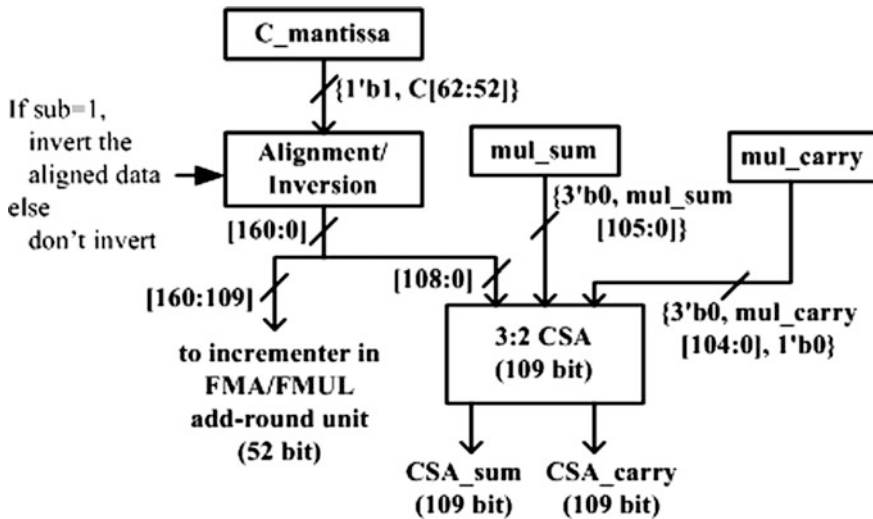 C_mantissa
{1'b1, C[62:52]}
If sub=1,
invert the
aligned data
else
don't invert
Alignment/
Inversion
mul_sum
mul_carry
{3'b0, mul_sum
[105:0]}
[160:0]
[160:109]
[108:0]
{3'b0, mul_carry
[104:0], 1'b0}
3:2 CSA
(109 bit)
to incrementer in
FMA/FMUL
add-round unit
(52 bit)
CSA_sum
(109 bit)
CSA_carry
(109 bit)